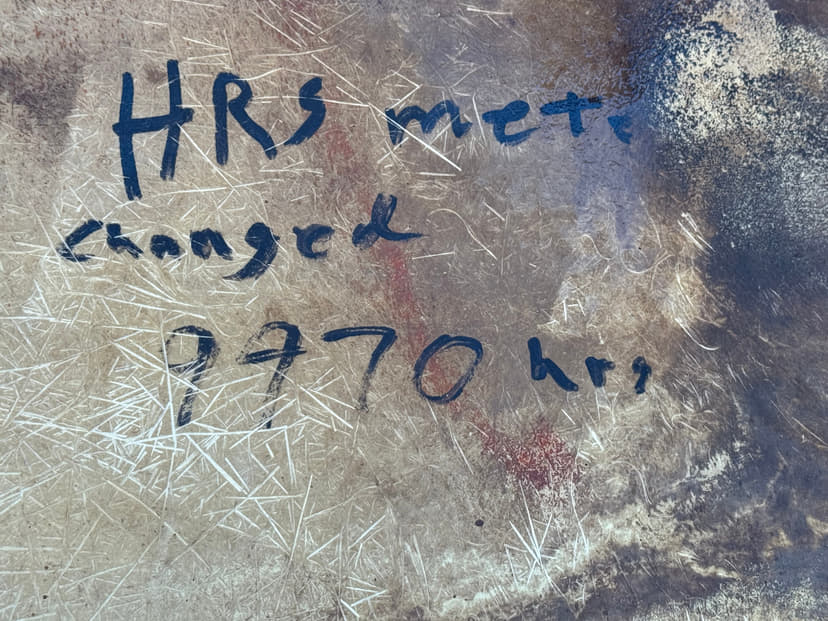 HRS mete
changed
9970 hrs